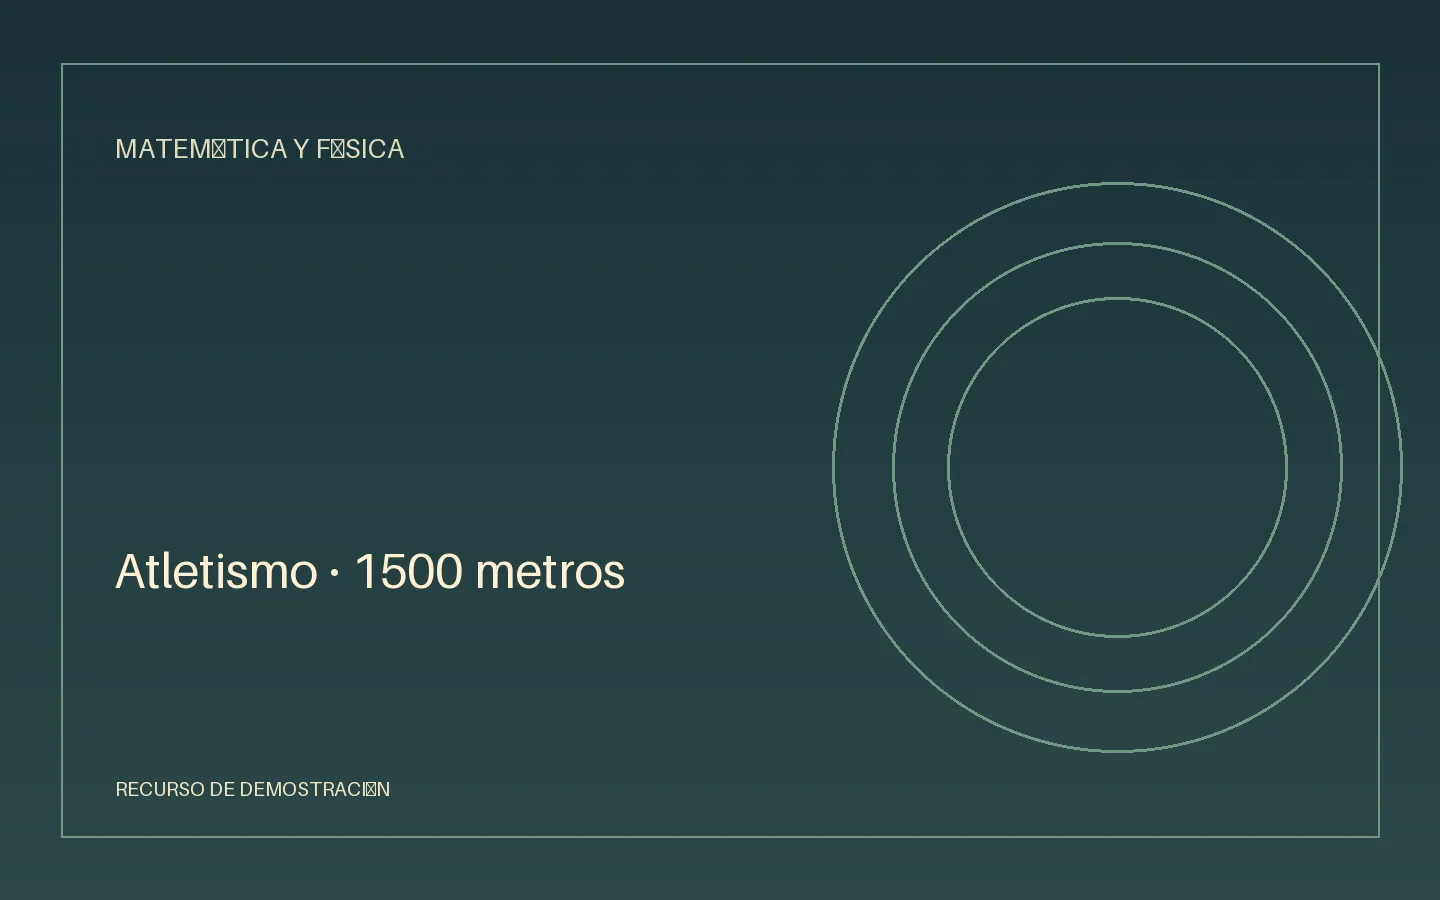 MATEM☒TICA Y F☒SICA
Atletismo · 1500 metros
RECURSO DE DEMOSTRACI☒N